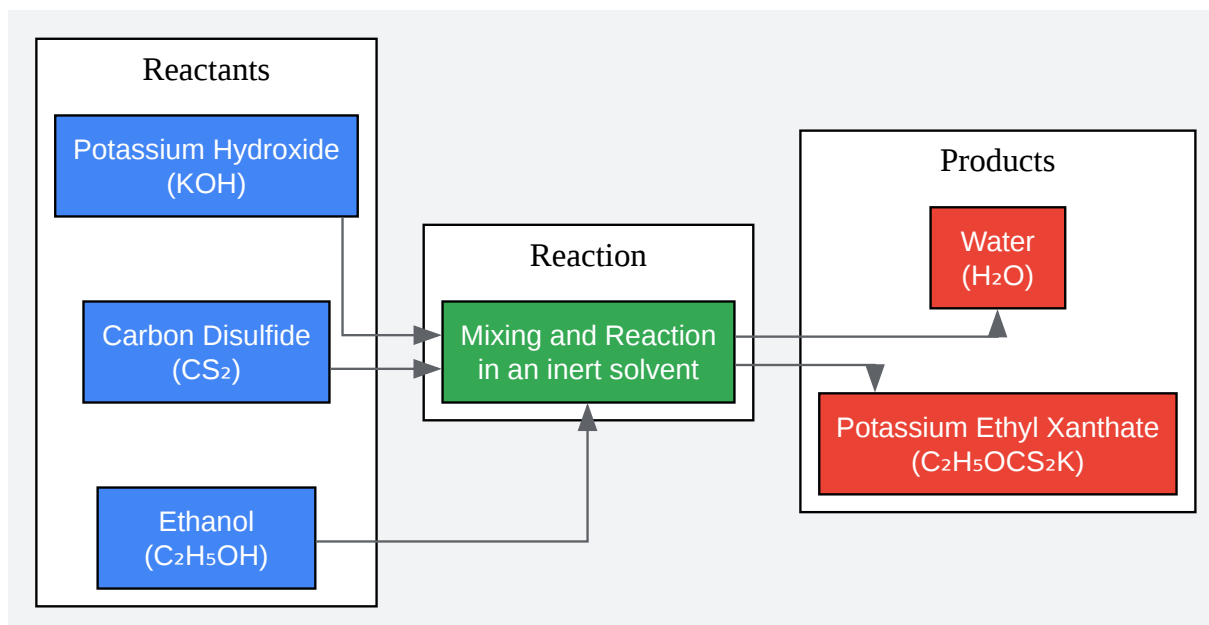 Reactants
Potassium Hydroxide
(KOH)
Carbon Disulfide
(CS₂)
Ethanol
(C₂H₅OH)
Reaction
Mixing and Reaction
in an inert solvent
Products
Water
(H₂O)
Potassium Ethyl Xanthate
(C₂H₅OCS₂K)